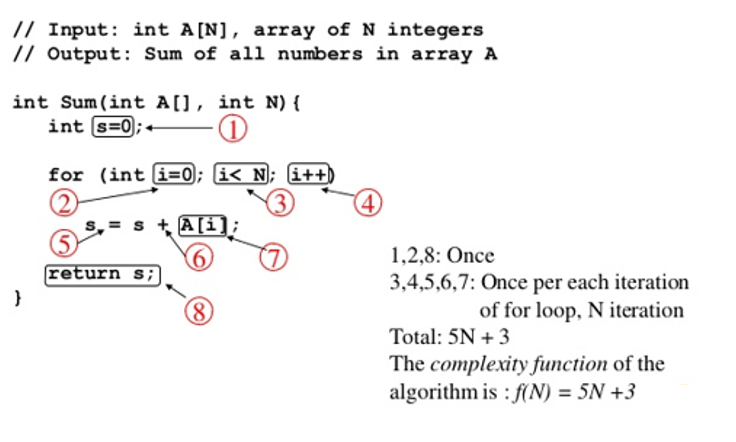 // Input: int A[N], array of N integers
// Output: Sum of all numbers in array A
int Sum(int A[], int N){
int s=0; 1
for (int i=0; i< N; i++)
2 3 4
s = s + A[i];
5 6 7
return s;
8
}
1,2,8: Once
3,4,5,6,7: Once per each iteration
of for loop, N iteration
Total: 5N + 3
The complexity function of the
algorithm is : f(N) = 5N +3